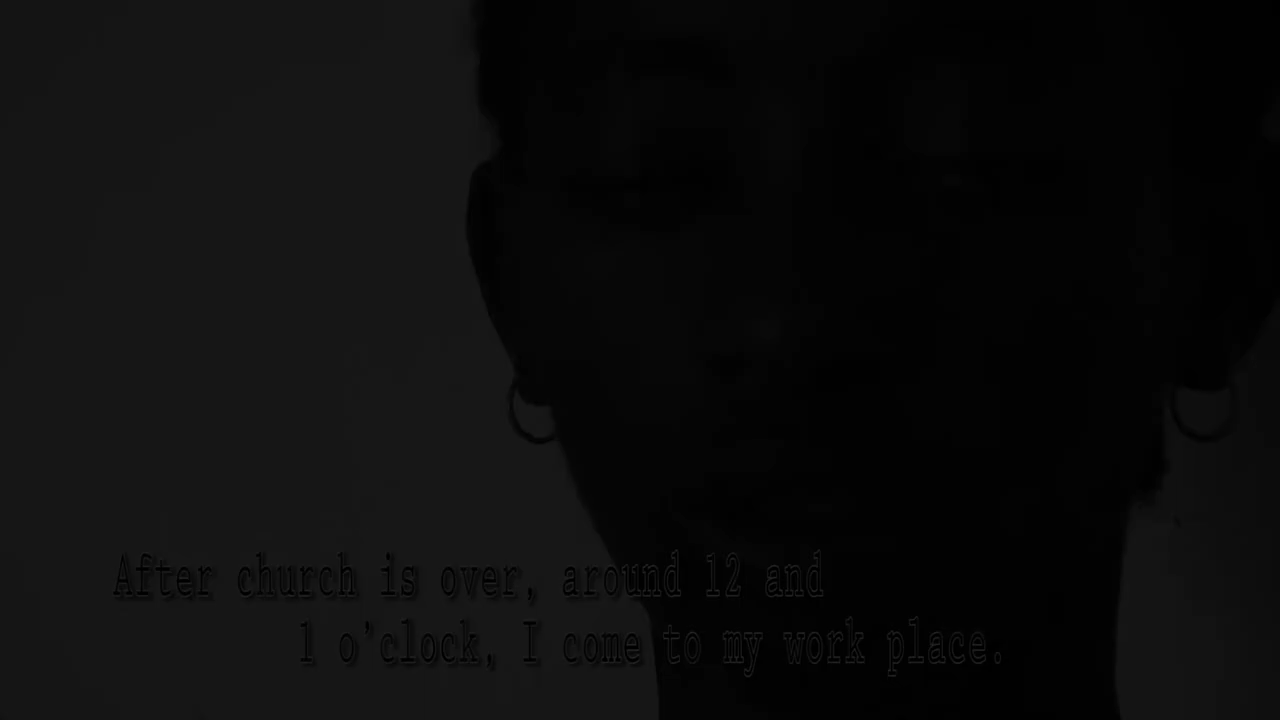 After church is over, around 12 and
1 o'clock, I come to my work place.